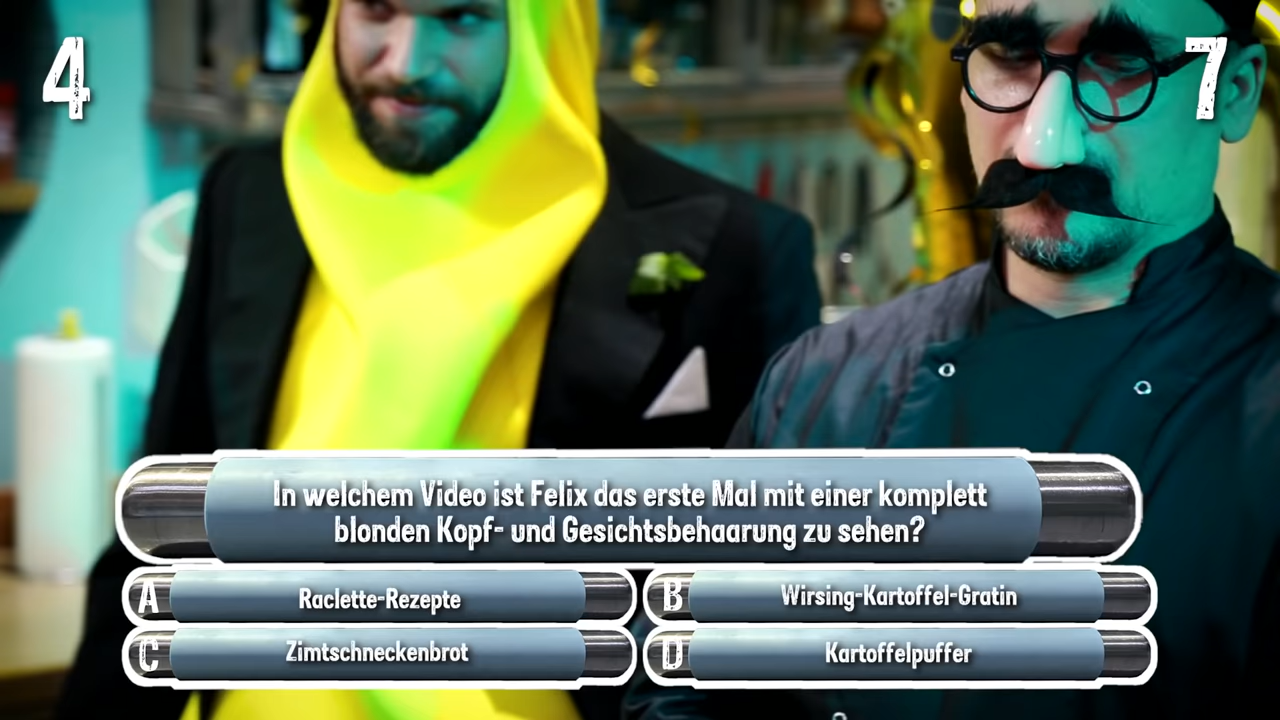 4
7
In welchem Video ist Felix das erste Mal mit einer komplett
blonden Kopf- und Gesichtsbehaarung zu sehen?
A Raclette-Rezepte
B Wirsing-Kartoffel-Gratin
C Zimtschneckenbrot
D Kartoffelpuffer